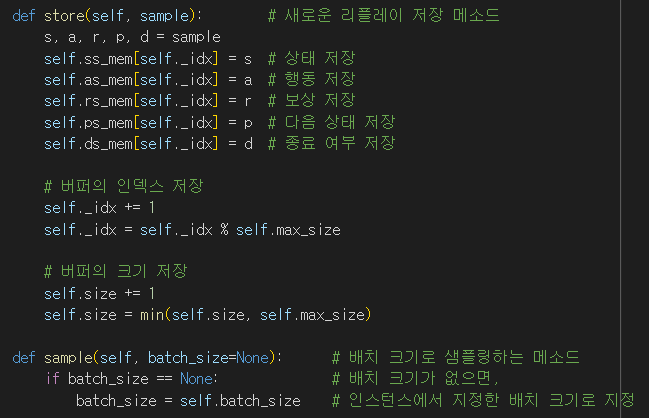 def store(self, sample):        # 새로운 리플레이 저장 메소드
    s, a, r, p, d = sample
    self.ss_mem[self._idx] = s  # 상태 저장
    self.as_mem[self._idx] = a  # 행동 저장
    self.rs_mem[self._idx] = r  # 보상 저장
    self.ps_mem[self._idx] = p  # 다음 상태 저장
    self.ds_mem[self._idx] = d  # 종료 여부 저장

    # 버퍼의 인덱스 저장
    self._idx += 1
    self._idx = self._idx % self.max_size

    # 버퍼의 크기 저장
    self.size += 1
    self.size = min(self.size, self.max_size)

def sample(self, batch_size=None):      # 배치 크기로 샘플링하는 메소드
    if batch_size == None:              # 배치 크기가 없으면,
        batch_size = self.batch_size    # 인스턴스에서 지정한 배치 크기로 지정